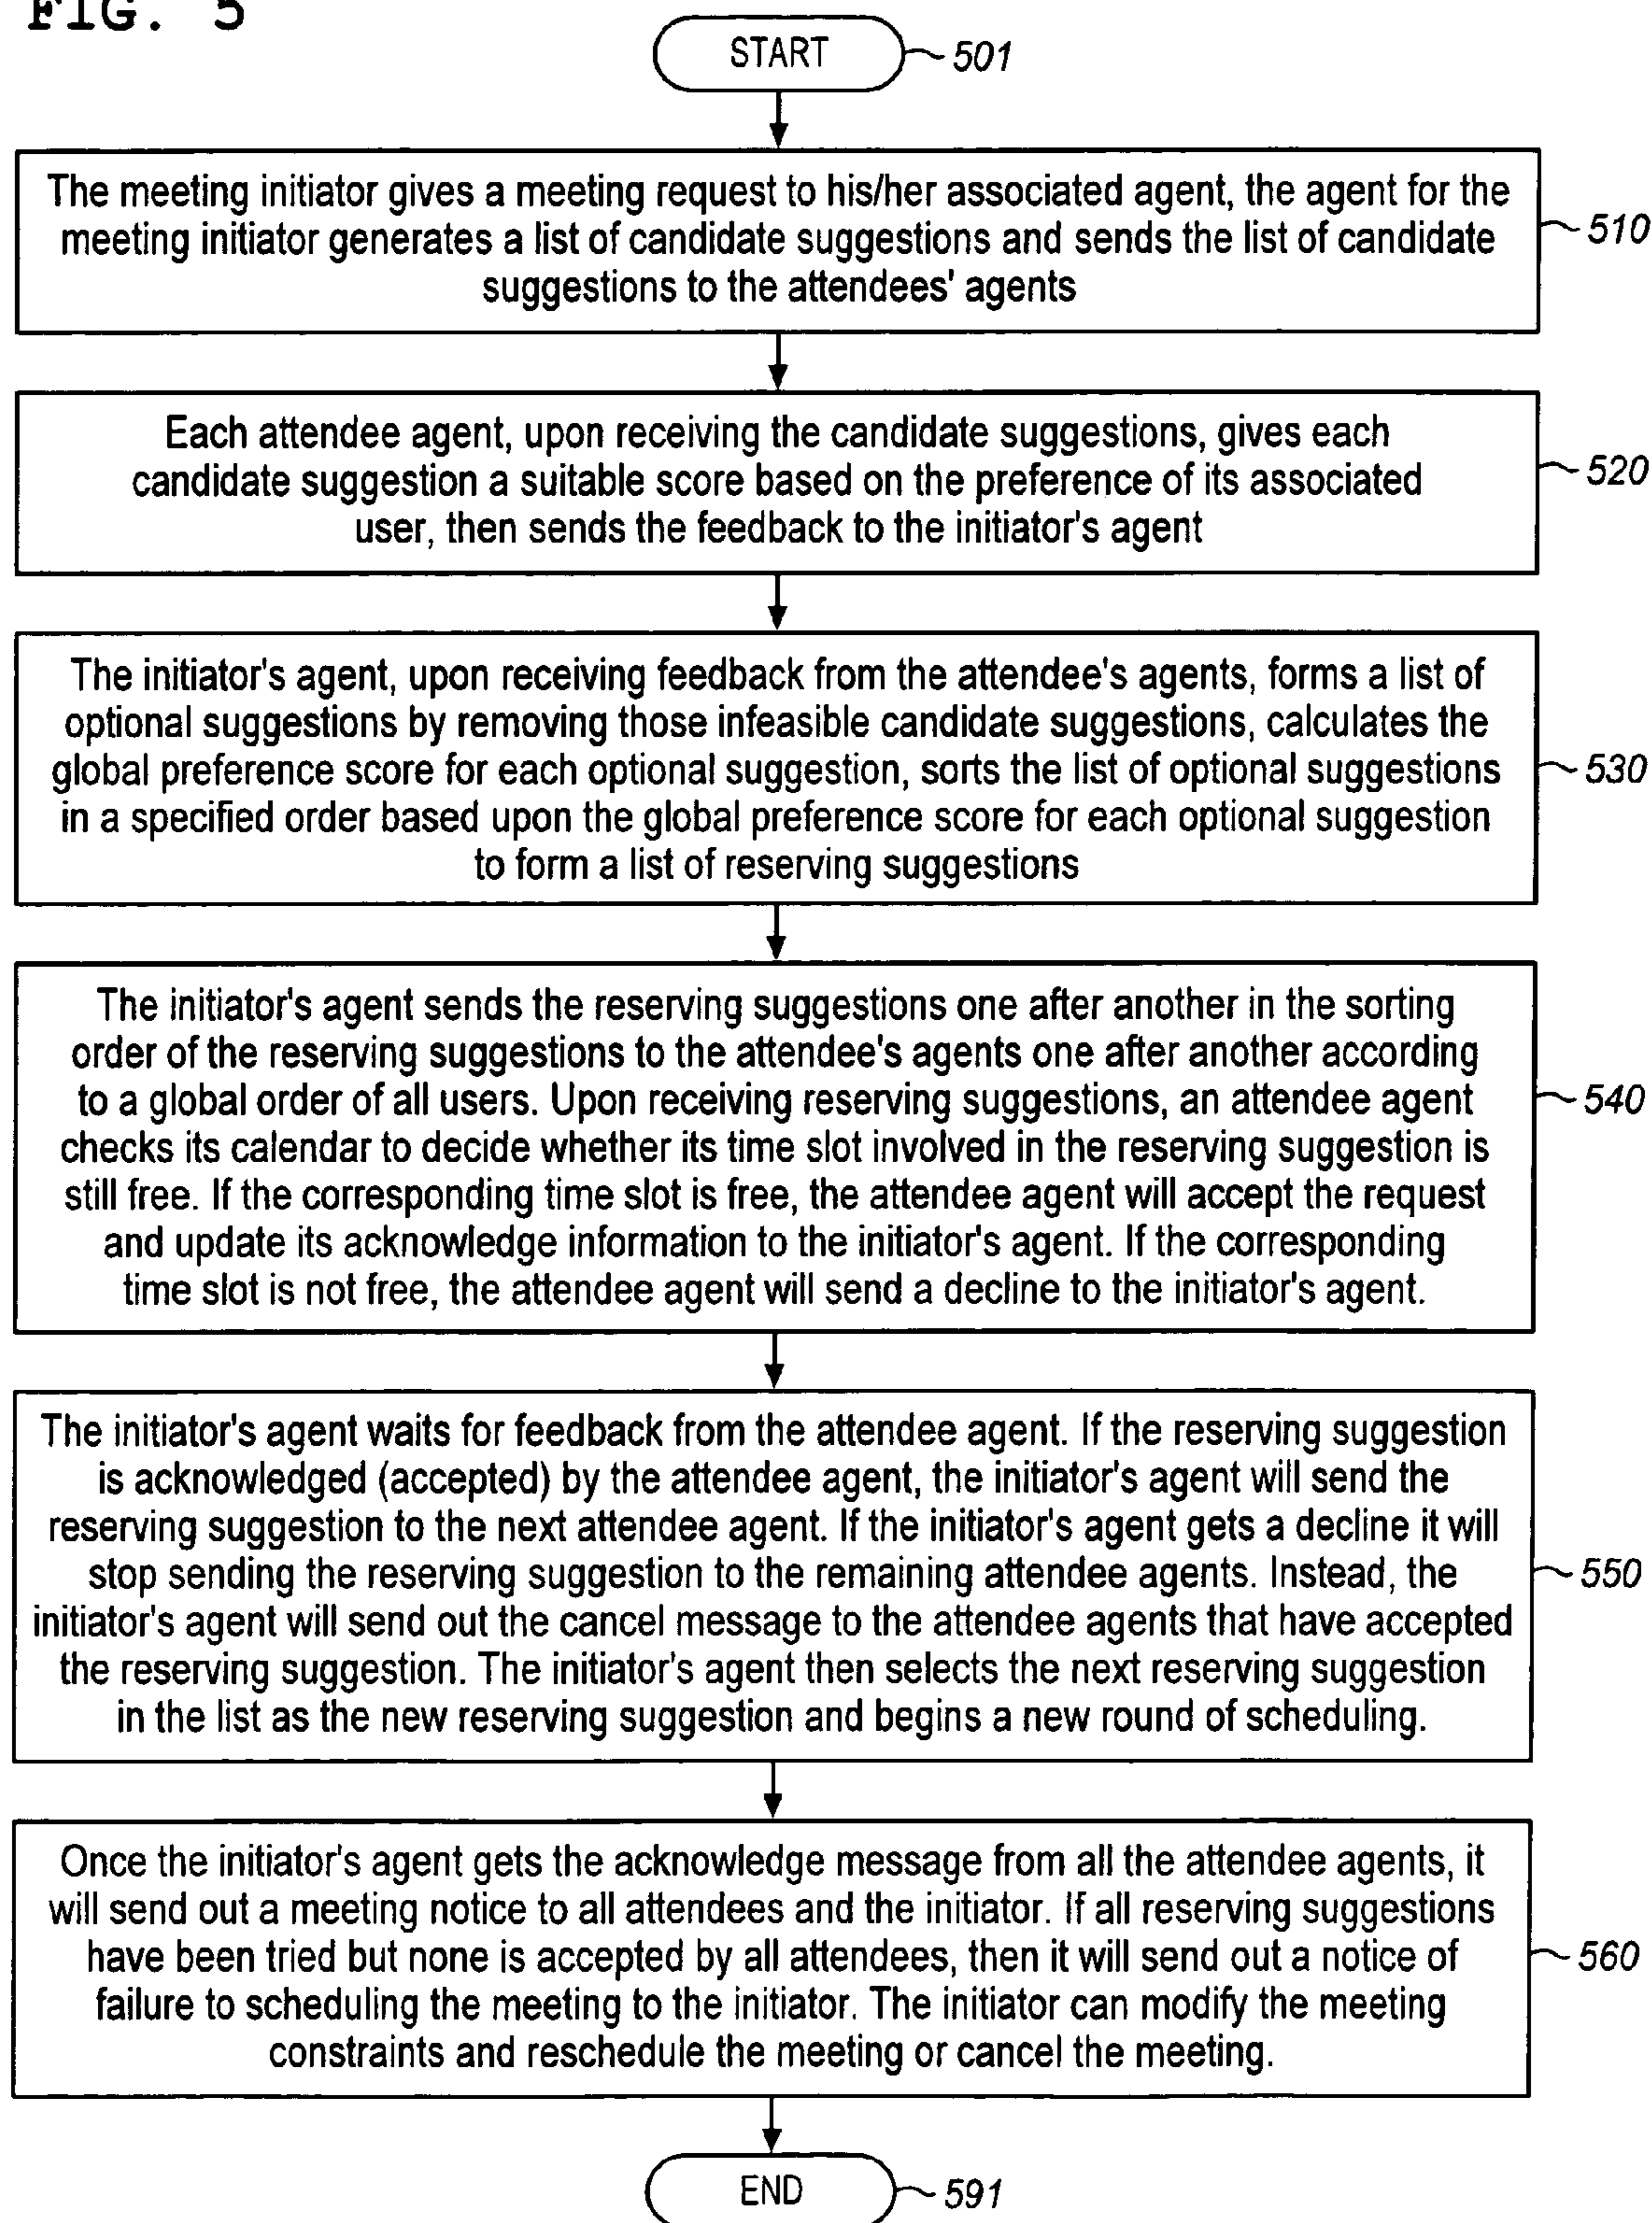 FIG. 5
START
501
The meeting initiator gives a meeting request to his/her associated agent, the agent for the
meeting initiator generates a list of candidate suggestions and sends the list of candidate
suggestions to the attendees' agents
510
Each attendee agent, upon receiving the candidate suggestions, gives each
candidate suggestion a suitable score based on the preference of its associated
user, then sends the feedback to the initiator's agent
520
The initiator's agent, upon receiving feedback from the attendee's agents, forms a list of
optional suggestions by removing those infeasible candidate suggestions, calculates the
global preference score for each optional suggestion, sorts the list of optional suggestions
in a specified order based upon the global preference score for each optional suggestion
to form a list of reserving suggestions
530
The initiator's agent sends the reserving suggestions one after another in the sorting
order of the reserving suggestions to the attendee's agents one after another according
to a global order of all users. Upon receiving reserving suggestions, an attendee agent
checks its calendar to decide whether its time slot involved in the reserving suggestion is
still free. If the corresponding time slot is free, the attendee agent will accept the request
and update its acknowledge information to the initiator's agent. If the corresponding
time slot is not free, the attendee agent will send a decline to the initiator's agent.
540
The initiator's agent waits for feedback from the attendee agent. If the reserving suggestion
is acknowledged (accepted) by the attendee agent, the initiator's agent will send the
reserving suggestion to the next attendee agent. If the initiator's agent gets a decline it will
stop sending the reserving suggestion to the remaining attendee agents. Instead, the
initiator's agent will send out the cancel message to the attendee agents that have accepted
the reserving suggestion. The initiator's agent then selects the next reserving suggestion
in the list as the new reserving suggestion and begins a new round of scheduling.
550
Once the initiator's agent gets the acknowledge message from all the attendee agents, it
will send out a meeting notice to all attendees and the initiator. If all reserving suggestions
have been tried but none is accepted by all attendees, then it will send out a notice of
failure to scheduling the meeting to the initiator. The initiator can modify the meeting
constraints and reschedule the meeting or cancel the meeting.
560
END
591